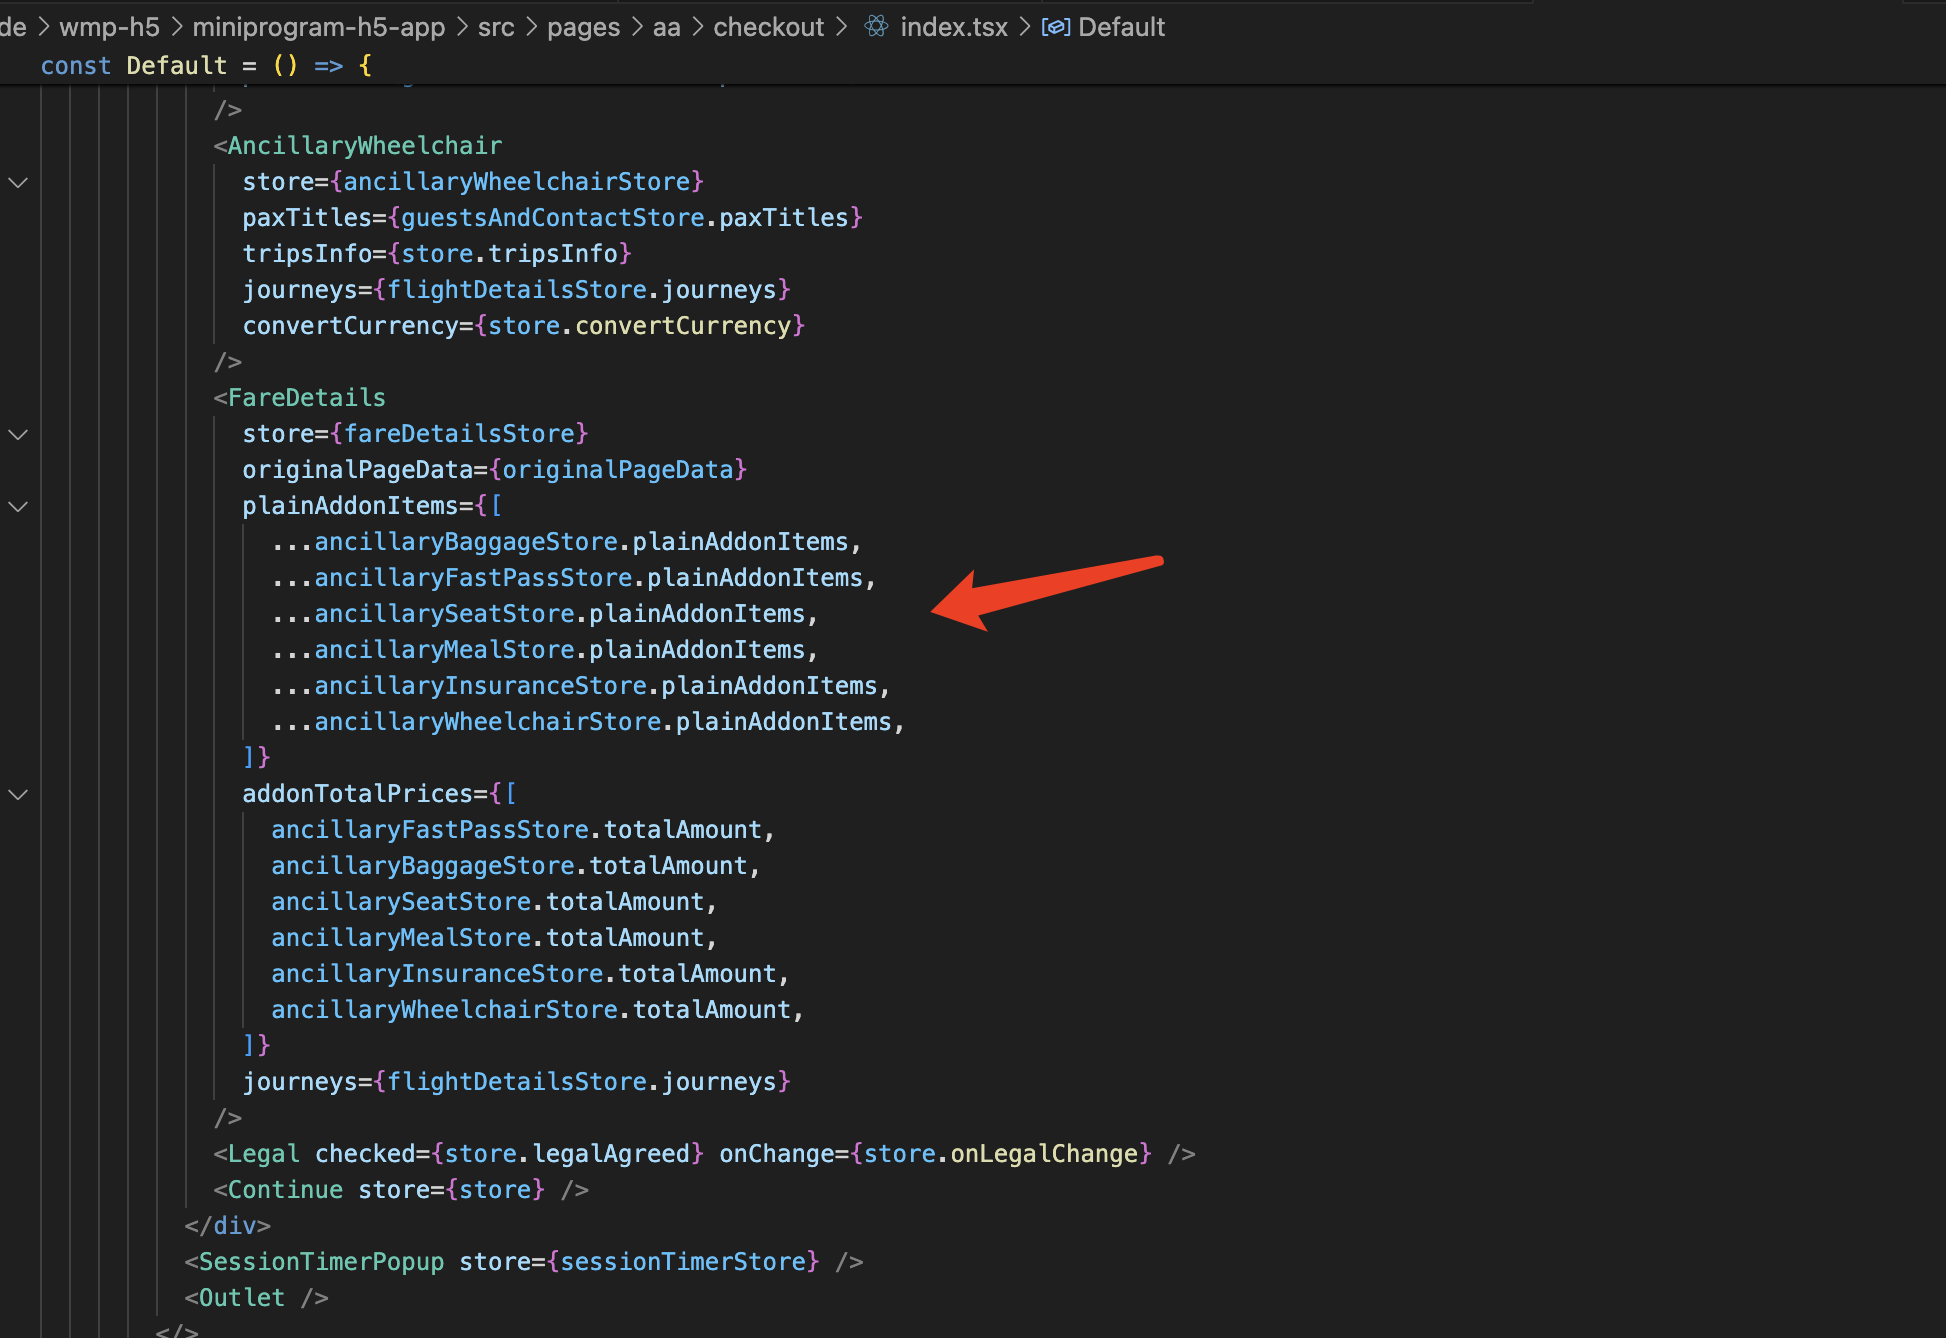 de > wmp-h5 > miniprogram-h5-app > src > pages > aa > checkout > index.tsx > Default
const Default = () => {
/>
<AncillaryWheelchair
store={ancillaryWheelchairStore}
paxTitles={guestsAndContactStore.paxTitles}
tripsInfo={store.tripsInfo}
journeys={flightDetailsStore.journeys}
convertCurrency={store.convertCurrency}
/>
<FareDetails
store={fareDetailsStore}
originalPageData={originalPageData}
plainAddonItems={[
...ancillaryBaggageStore.plainAddonItems,
...ancillaryFastPassStore.plainAddonItems,
...ancillarySeatStore.plainAddonItems,
...ancillaryMealStore.plainAddonItems,
...ancillaryInsuranceStore.plainAddonItems,
...ancillaryWheelchairStore.plainAddonItems,
]}
addonTotalPrices={[
ancillaryFastPassStore.totalAmount,
ancillaryBaggageStore.totalAmount,
ancillarySeatStore.totalAmount,
ancillaryMealStore.totalAmount,
ancillaryInsuranceStore.totalAmount,
ancillaryWheelchairStore.totalAmount,
]}
journeys={flightDetailsStore.journeys}
/>
<Legal checked={store.legalAgreed} onChange={store.onLegalChange} />
<Continue store={store} />
</div>
<SessionTimerPopup store={sessionTimerStore} />
<Outlet />
</>